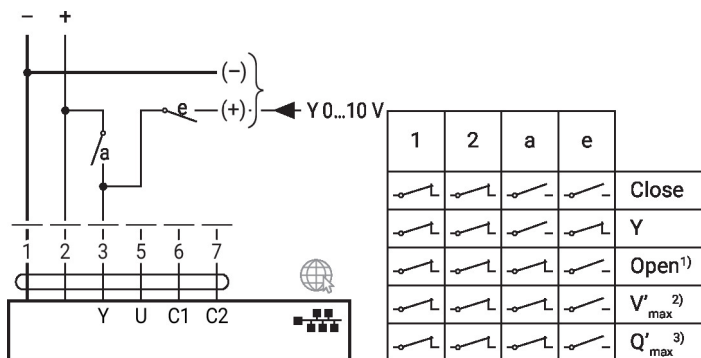 − +
(−)
e (+) Y 0...10 V
a
1 2 3 5 6 7
Y U C1 C2
1 2 a e
Close
Y
Open¹⁾
V'max²⁾
Q'max³⁾